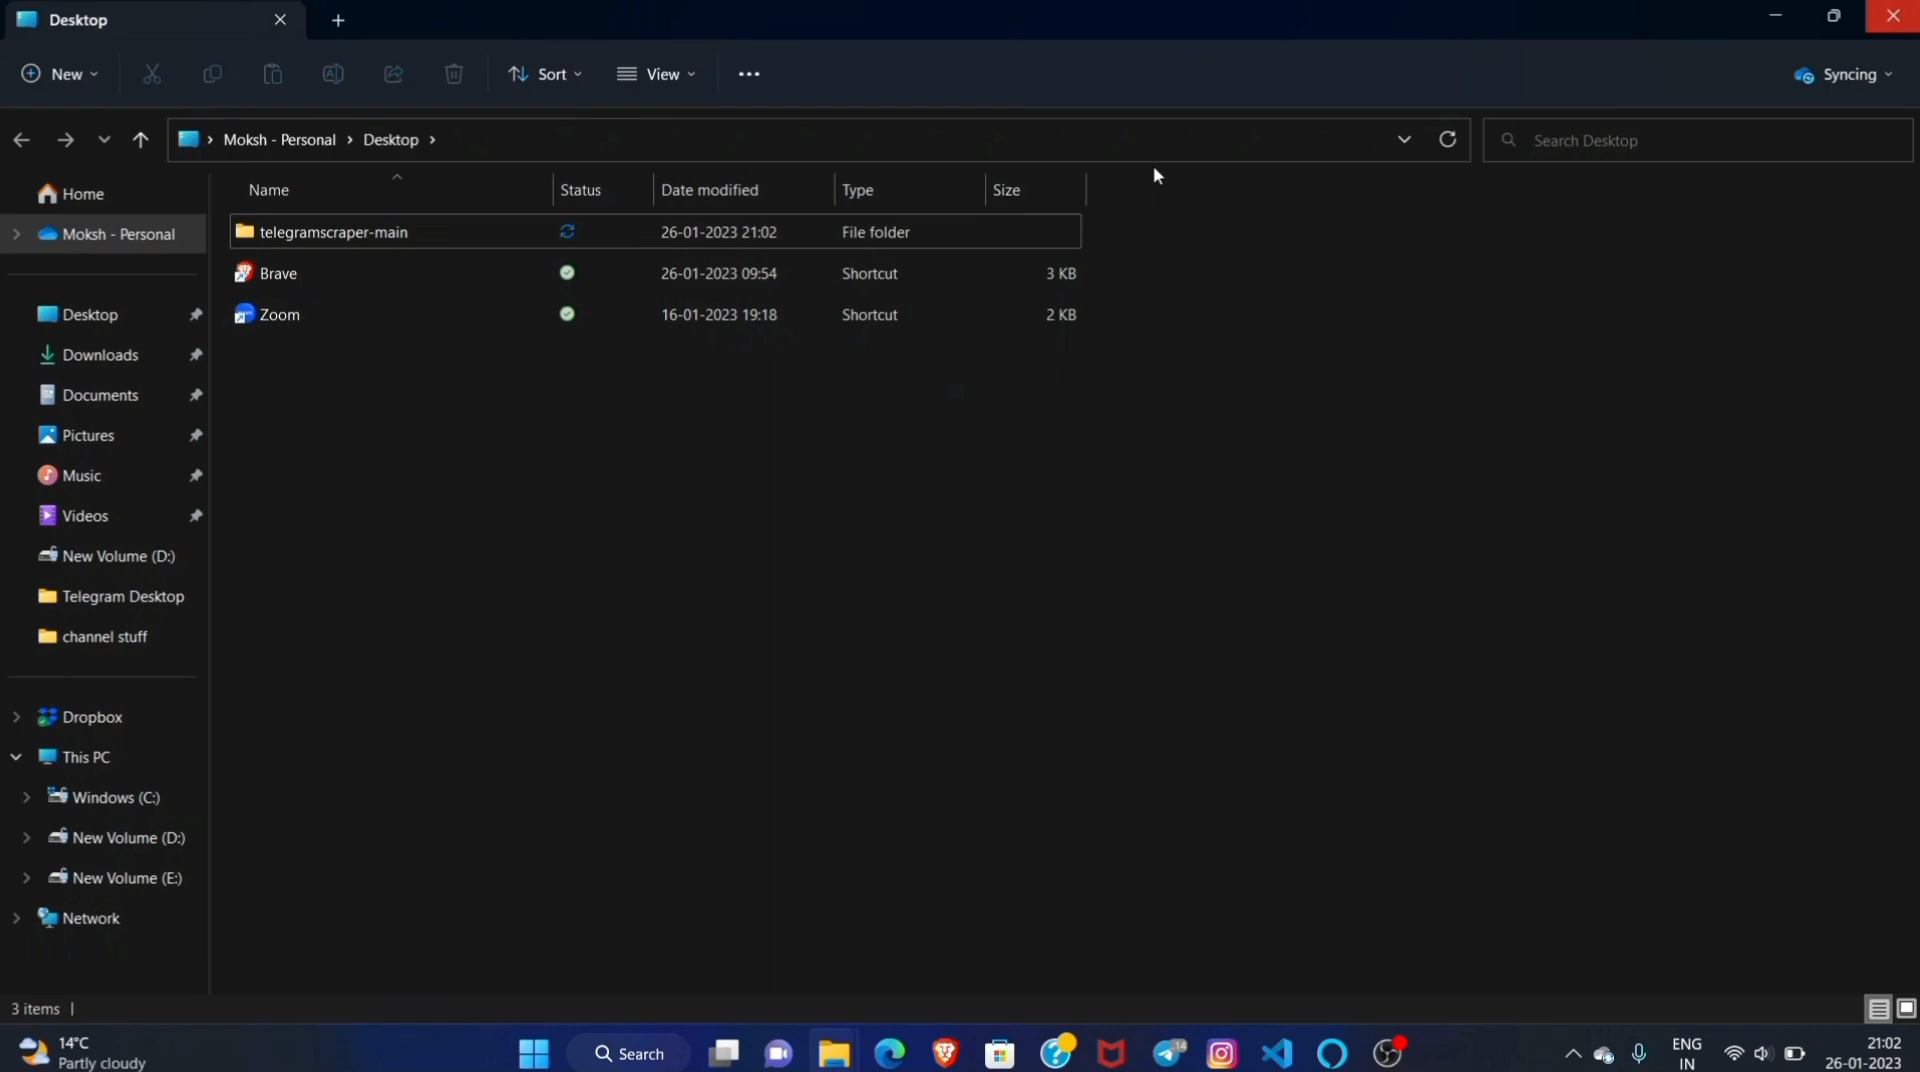 Desktop
New
Sort
View
Syncing
Moksh - Personal
Desktop
Search Desktop
Name
Status
Date modified
Type
Size
telegramscraper-main
26-01-2023 21:02
File folder
Brave
26-01-2023 09:54
Shortcut
3 KB
Zoom
16-01-2023 19:18
Shortcut
2 KB
Home
Moksh - Personal
Desktop
Downloads
Documents
Pictures
Music
Videos
New Volume (D:)
Telegram Desktop
channel stuff
Dropbox
This PC
Windows (C:)
New Volume (D:)
New Volume (E:)
Network
3 items
14°C
Partly cloudy
Search
14
ENG
IN
21:02
26-01-2023